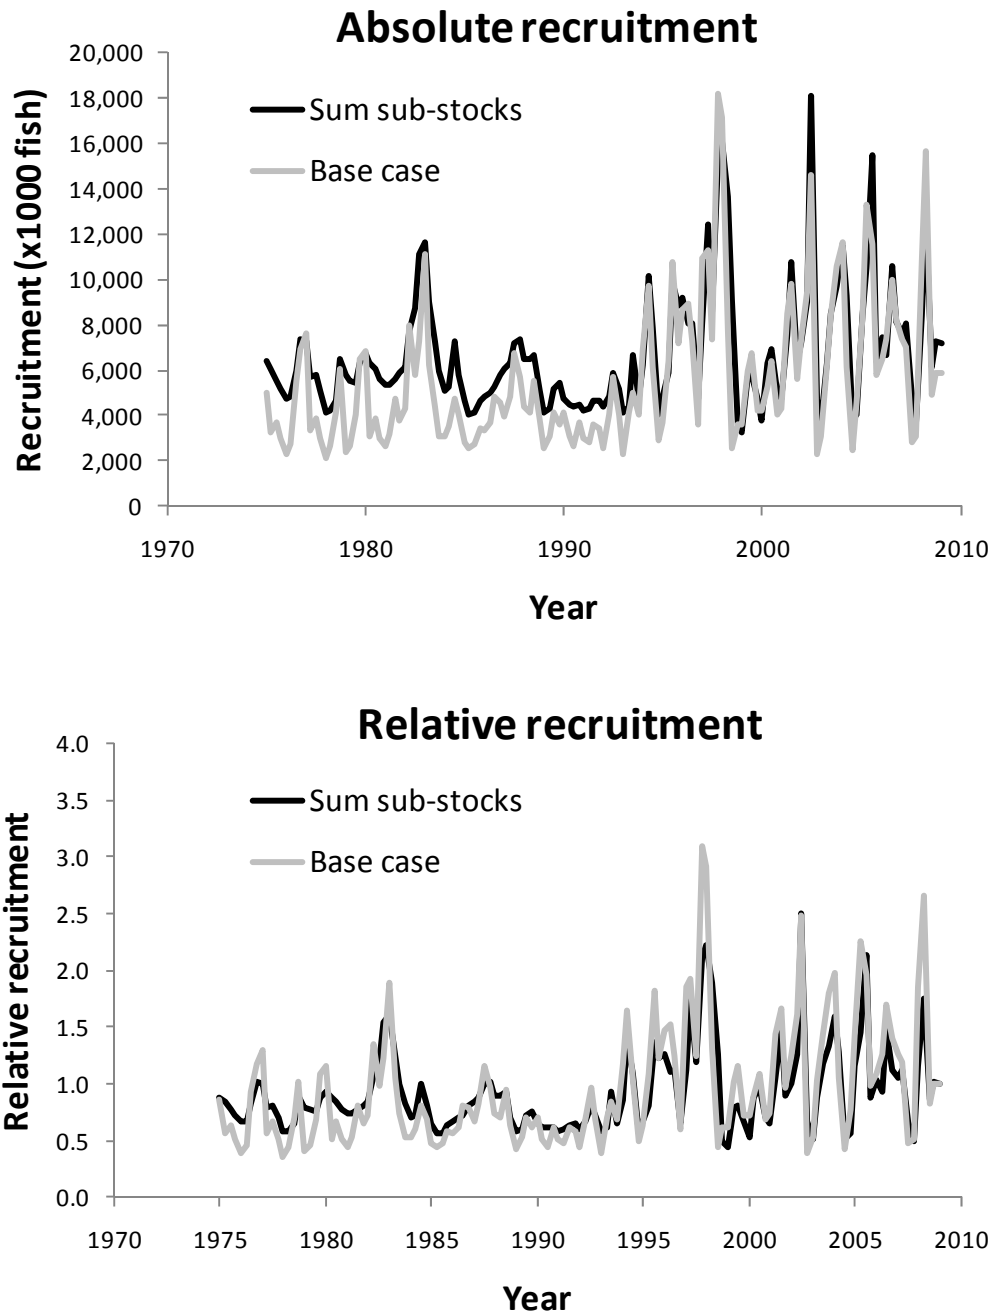 Absolute recruitment
20,000
18,000
16,000
14,000
12,000
10,000
8,000
6,000
4,000
2,000
0
Recruitment (x1000 fish)
Sum sub-stocks
Base case
1970 1980 1990 2000 2010
Year
Relative recruitment
4.0
3.5
3.0
2.5
2.0
1.5
1.0
0.5
0.0
Relative recruitment
Sum sub-stocks
Base case
1970 1975 1980 1985 1990 1995 2000 2005 2010
Year